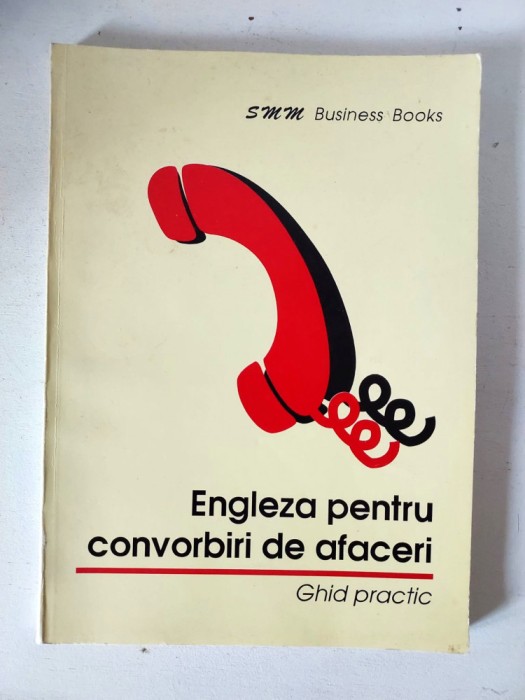 SMM Business Books
Engleza pentru
convorbiri de afaceri
Ghid practic